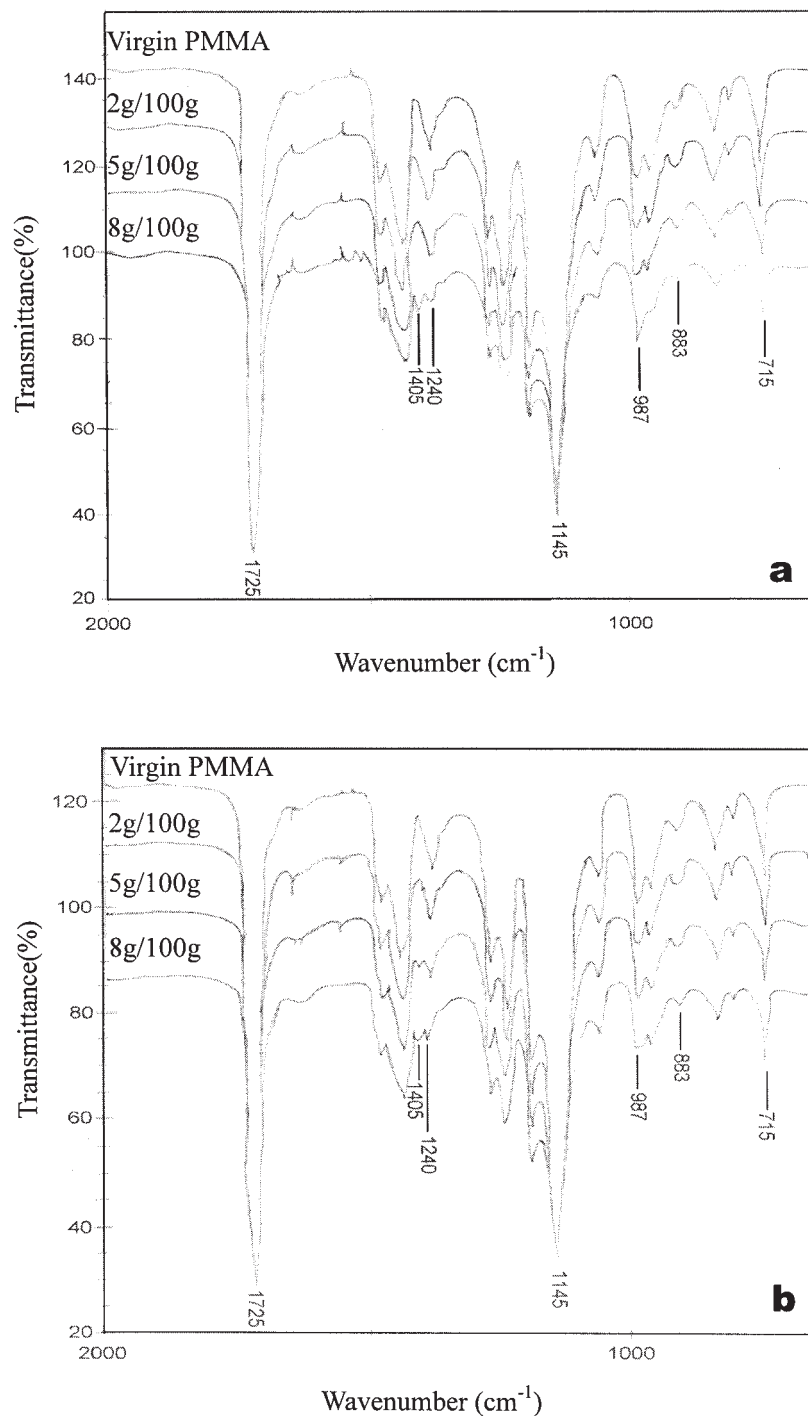 Virgin PMMA
140
2g/100g
120
5g/100g
100
8g/100g
80
60
40
20
Transmittance(%)
1725
1405
1240
1145
987
883
715
a
2000
1000
Wavenumber (cm-1)
Virgin PMMA
120
2g/100g
100
5g/100g
8g/100g
80
60
40
20
Transmittance(%)
1725
1405
1240
1145
987
883
715
b
2000
1000
Wavenumber (cm-1)